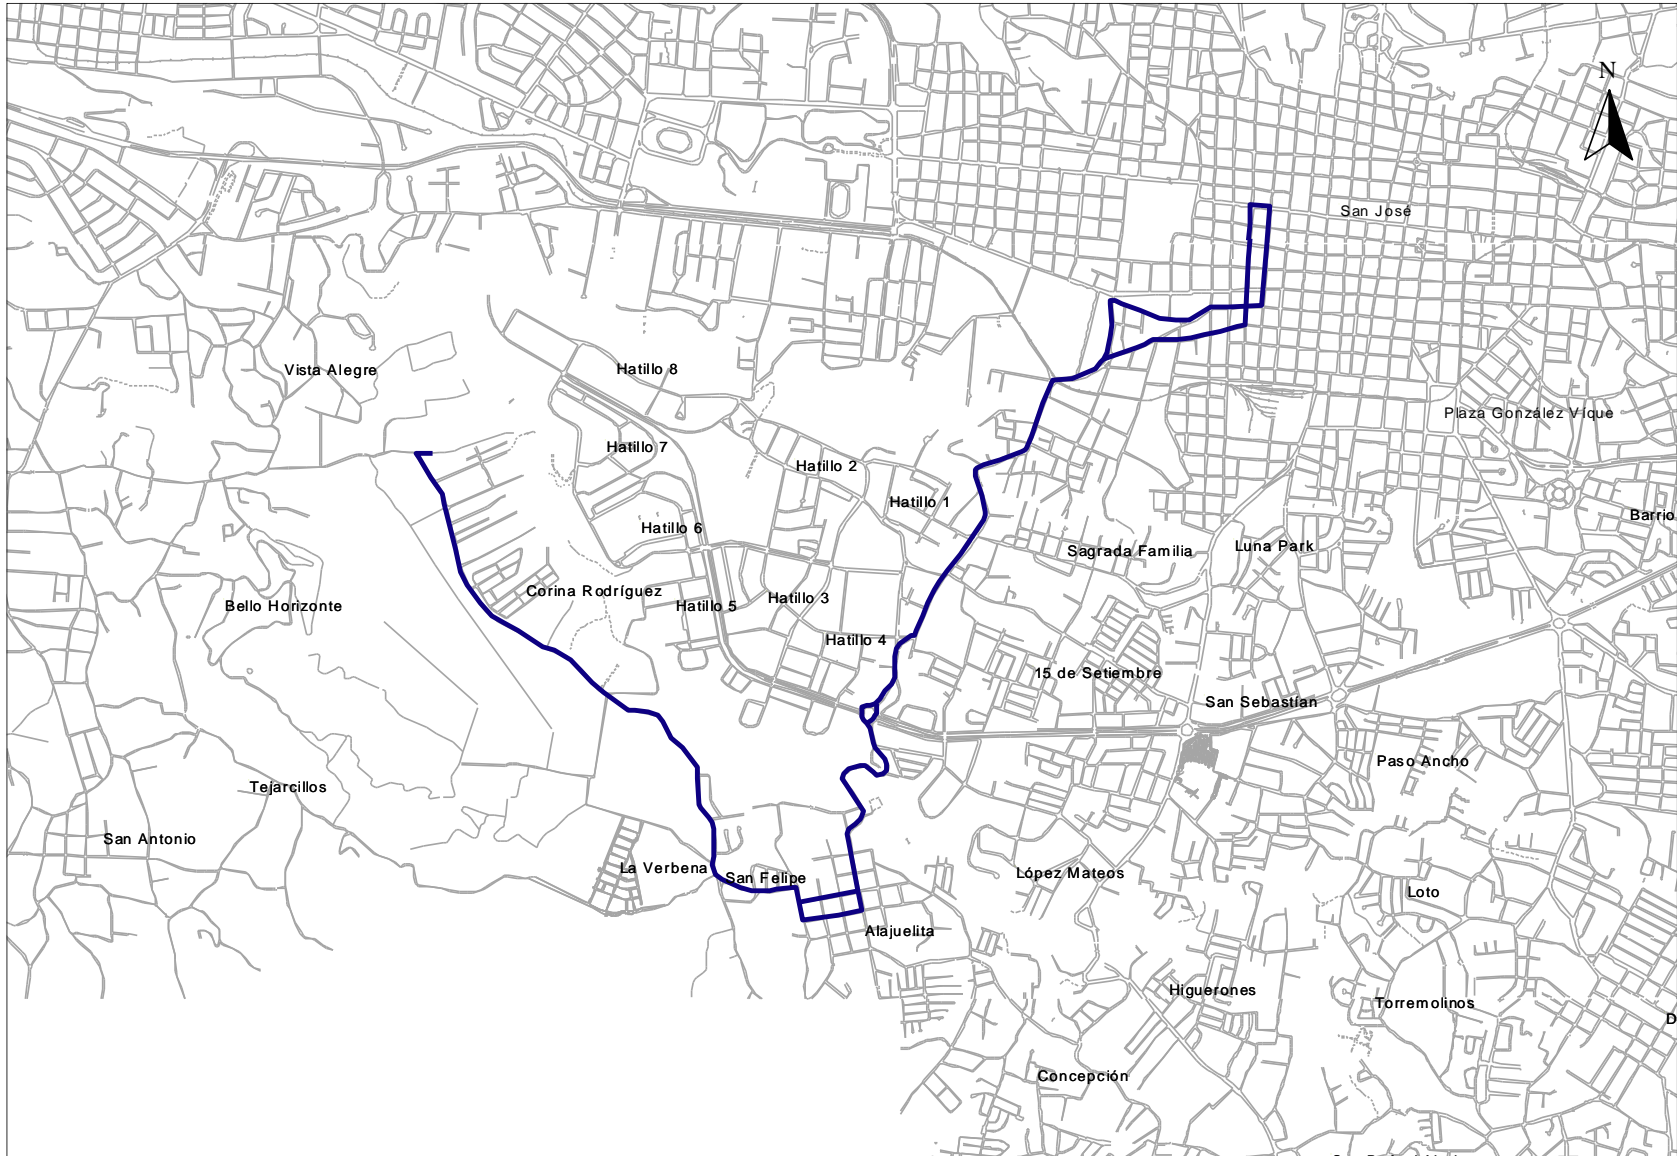 N
San José
Vista Alegre
Hatillo 8
Plaza González Víque
Hatillo 7
Hatillo 2
Hatillo 1
Barrio
Hatillo 6
Sagrada Familia
Luna Park
Corina Rodríguez
Hatillo 5
Hatillo 3
Bello Horizonte
Hatillo 4
15 de Setiembre
San Sebastían
Paso Ancho
Tejarcillos
San Antonio
La Verbena
San Felipe
López Mateos
Loto
Alajuelita
Higuerones
Torremolinos
D
Concepción